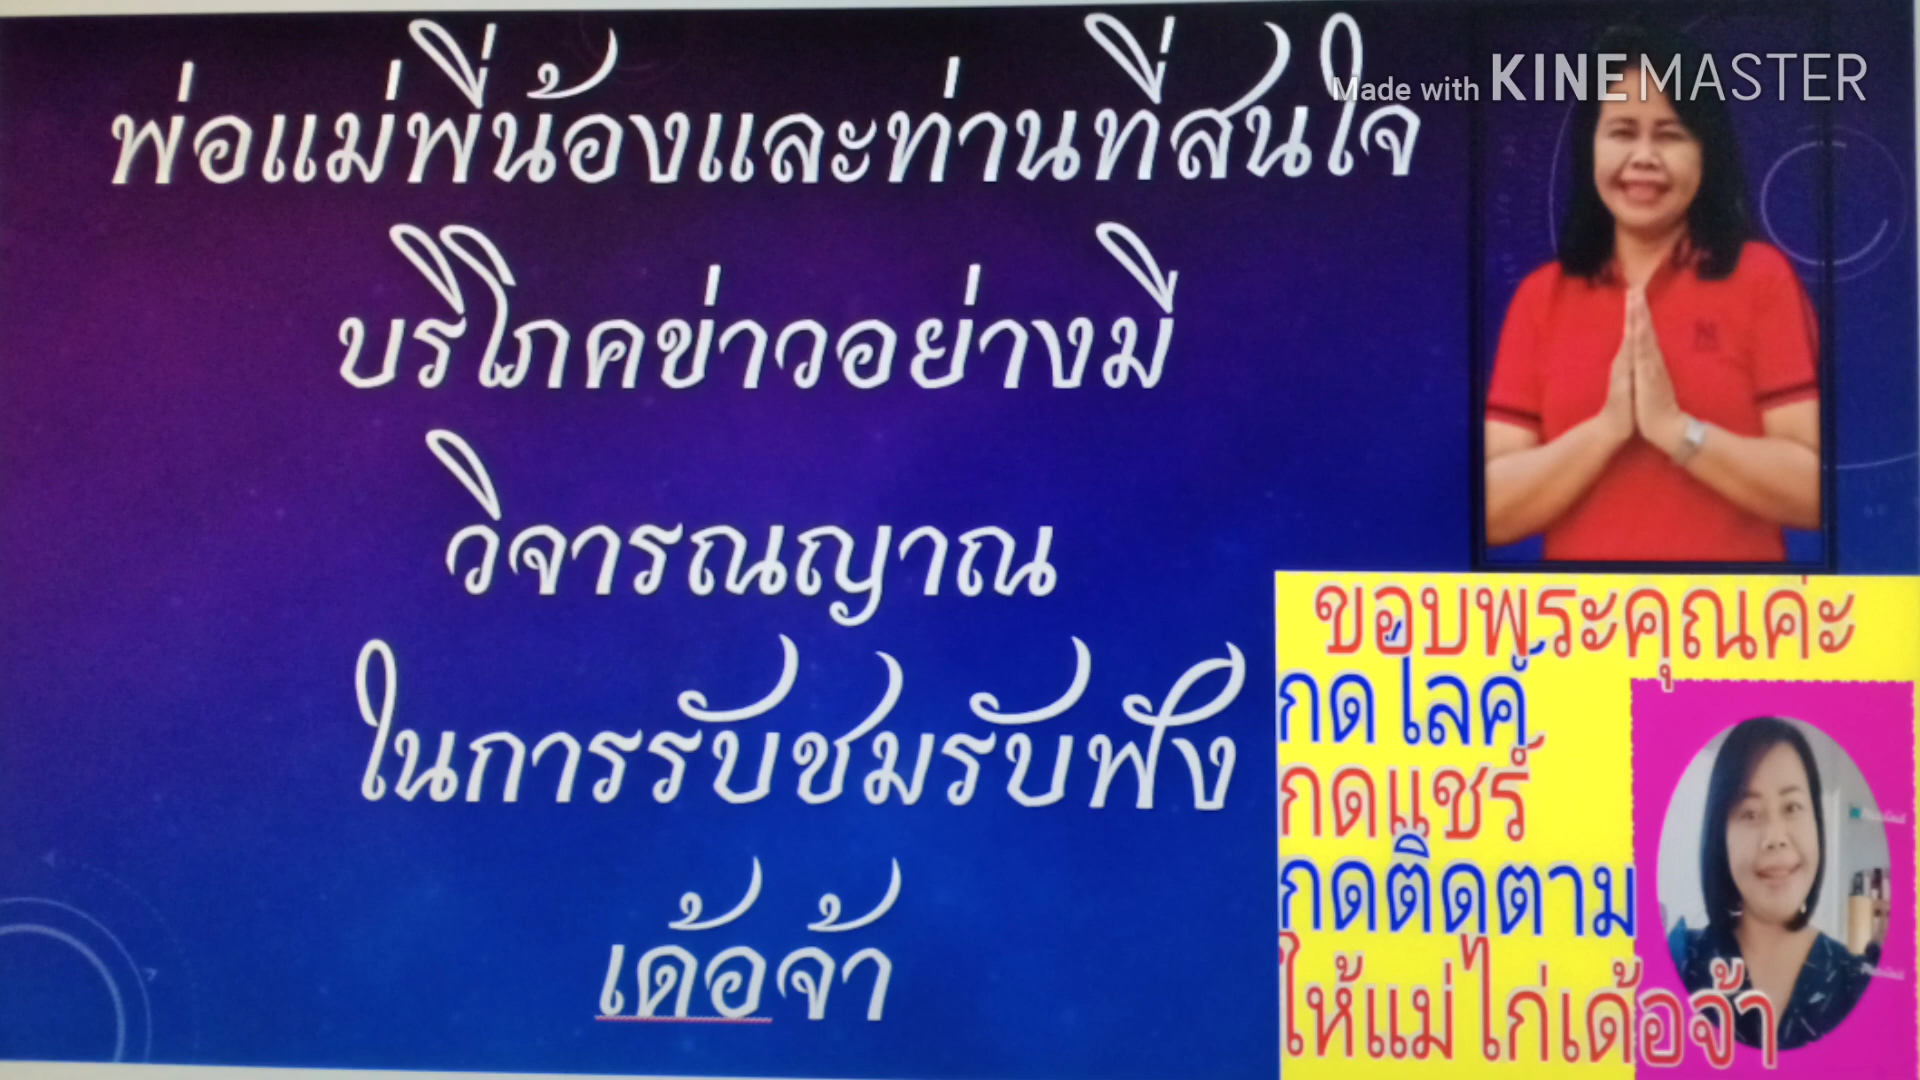 Made with KINEMASTER
พ่อแม่พี่น้องและท่านที่สนใจ
บริโภคข่าวอย่างมี
วิจารณญาณ
ในการรับชมรับฟัง
เด้อจ้า
ขอบพระคุณค่ะ
กดไลค์
กดแชร์
กดติดตาม
ให้แม่ไก่เด้อจ้า